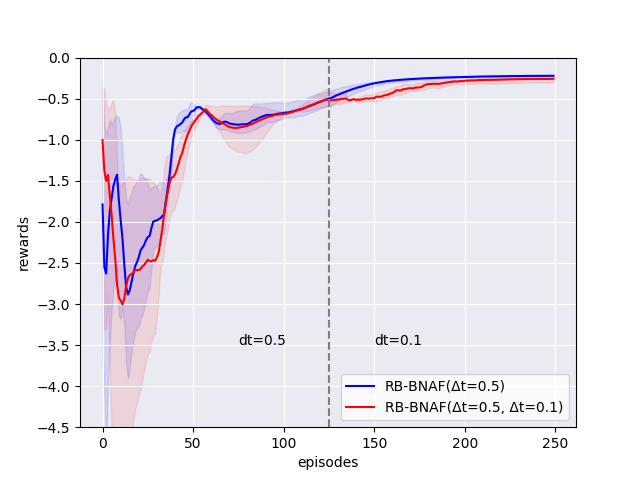 0.0
−0.5
−1.0
−1.5
−2.0
−2.5
−3.0
−3.5
−4.0
−4.5
rewards
dt=0.5
dt=0.1
RB-BNAF(Δt=0.5)
RB-BNAF(Δt=0.5, Δt=0.1)
0
50
100
150
200
250
episodes